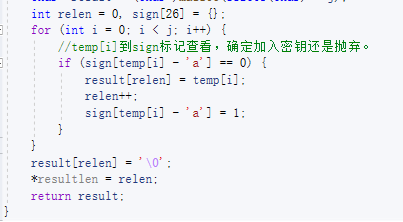 int relen = 0, sign[26] = {};
for (int i = 0; i < j; i++) {
//temp[i]到sign标记查看，确定加入密钥还是抛弃。
if (sign[temp[i] - 'a'] == 0) {
result[relen] = temp[i];
relen++;
sign[temp[i] - 'a'] = 1;
}
}
result[relen] = '\0';
*resultlen = relen;
return result;
}